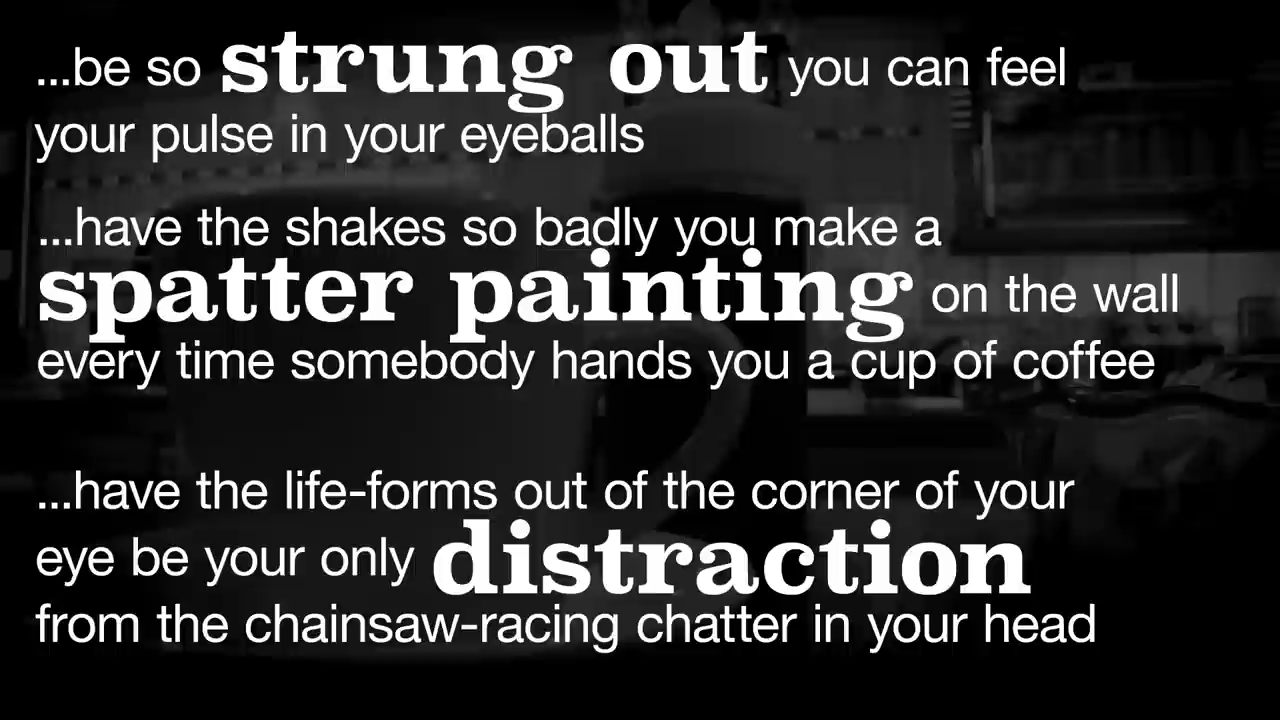 ...be so strung out you can feel
your pulse in your eyeballs
...have the shakes so badly you make a
spatter painting on the wall
every time somebody hands you a cup of coffee
...have the life-forms out of the corner of your
eye be your only distraction
from the chainsaw-racing chatter in your head